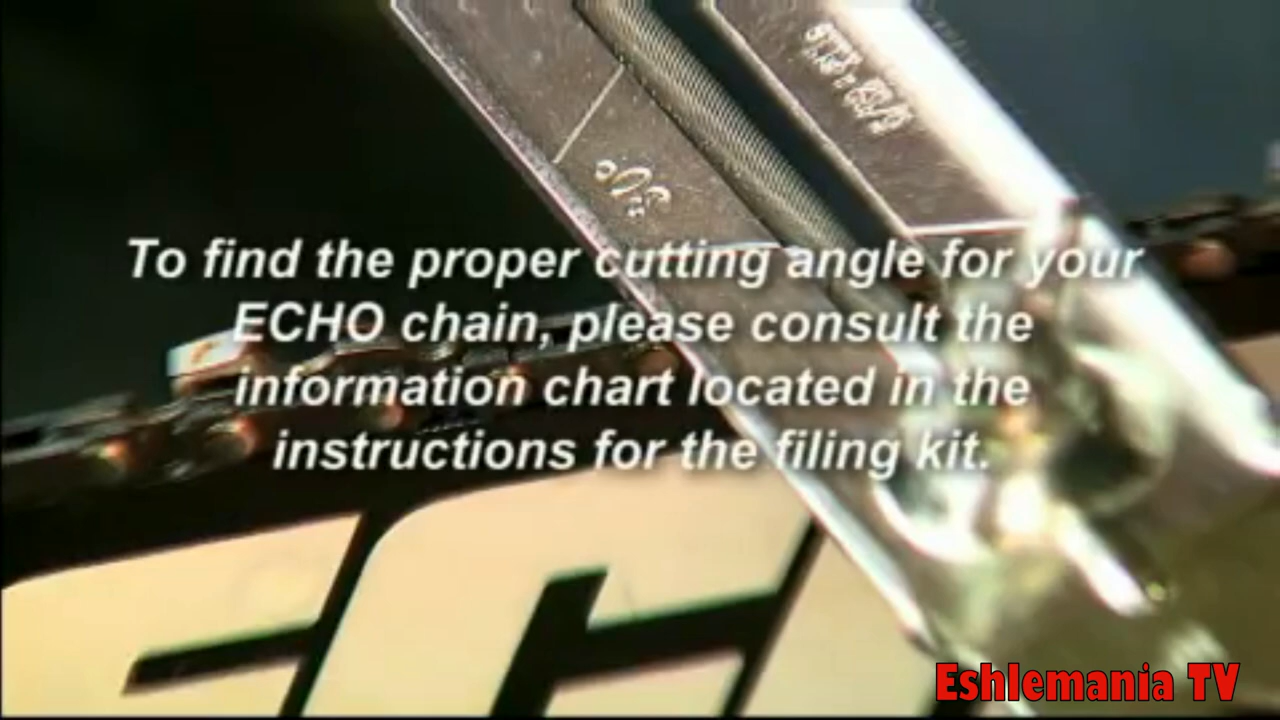 To find the proper cutting angle for your
ECHO chain, please consult the
information chart located in the
instructions for the filing kit.
EC
Eshlemania TV